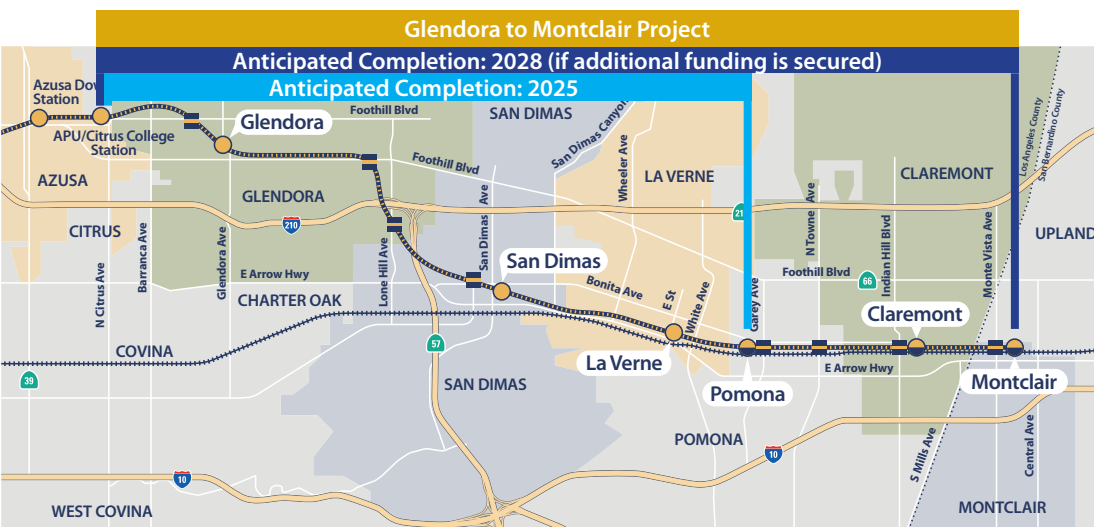 Glendora to Montclair Project
Anticipated Completion: 2028 (if additional funding is secured)
Anticipated Completion: 2025
Azusa Dow
Station
APU/Citrus College
Station
Glendora
Foothill Blvd
SAN DIMAS
San Dimas Canyon
Foothill Blvd
Wheeler Ave
LA VERNE
CLAREMONT
Los Angeles County
San Bernardino County
AZUSA
GLENDORA
210
21
CITRUS
UPLAND
N Citrus Ave
Barranca Ave
Glendora Ave
Lone Hill Ave
San Dimas Ave
N Towne Ave
Indian Hill Blvd
Monte Vista Ave
E Arrow Hwy
CHARTER OAK
San Dimas
Bonita Ave
E St
White Ave
Garey Ave
Foothill Blvd
66
Claremont
COVINA
57
La Verne
E Arrow Hwy
39
SAN DIMAS
Pomona
Montclair
POMONA
10
10
S Mills Ave
Central Ave
WEST COVINA
MONTCLAIR